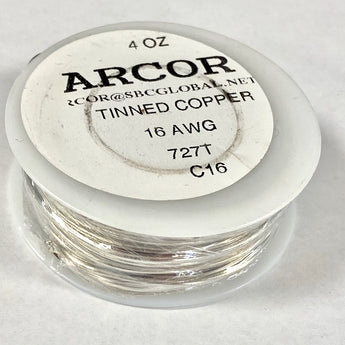 4 OZ
ARCOR
RCOR@SBCGLOBAL.NET
TINNED COPPER
16 AWG
727T
C16